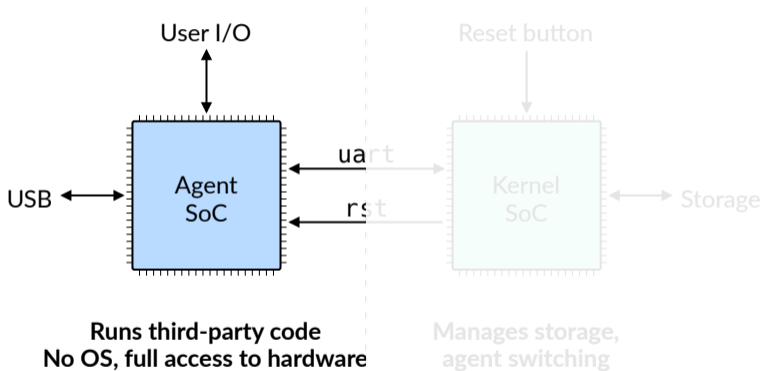 User I/O
Reset button
uart
Agent
SoC
Kernel
SoC
USB
Storage
rst
Runs third-party code
No OS, full access to hardware
Manages storage,
agent switching